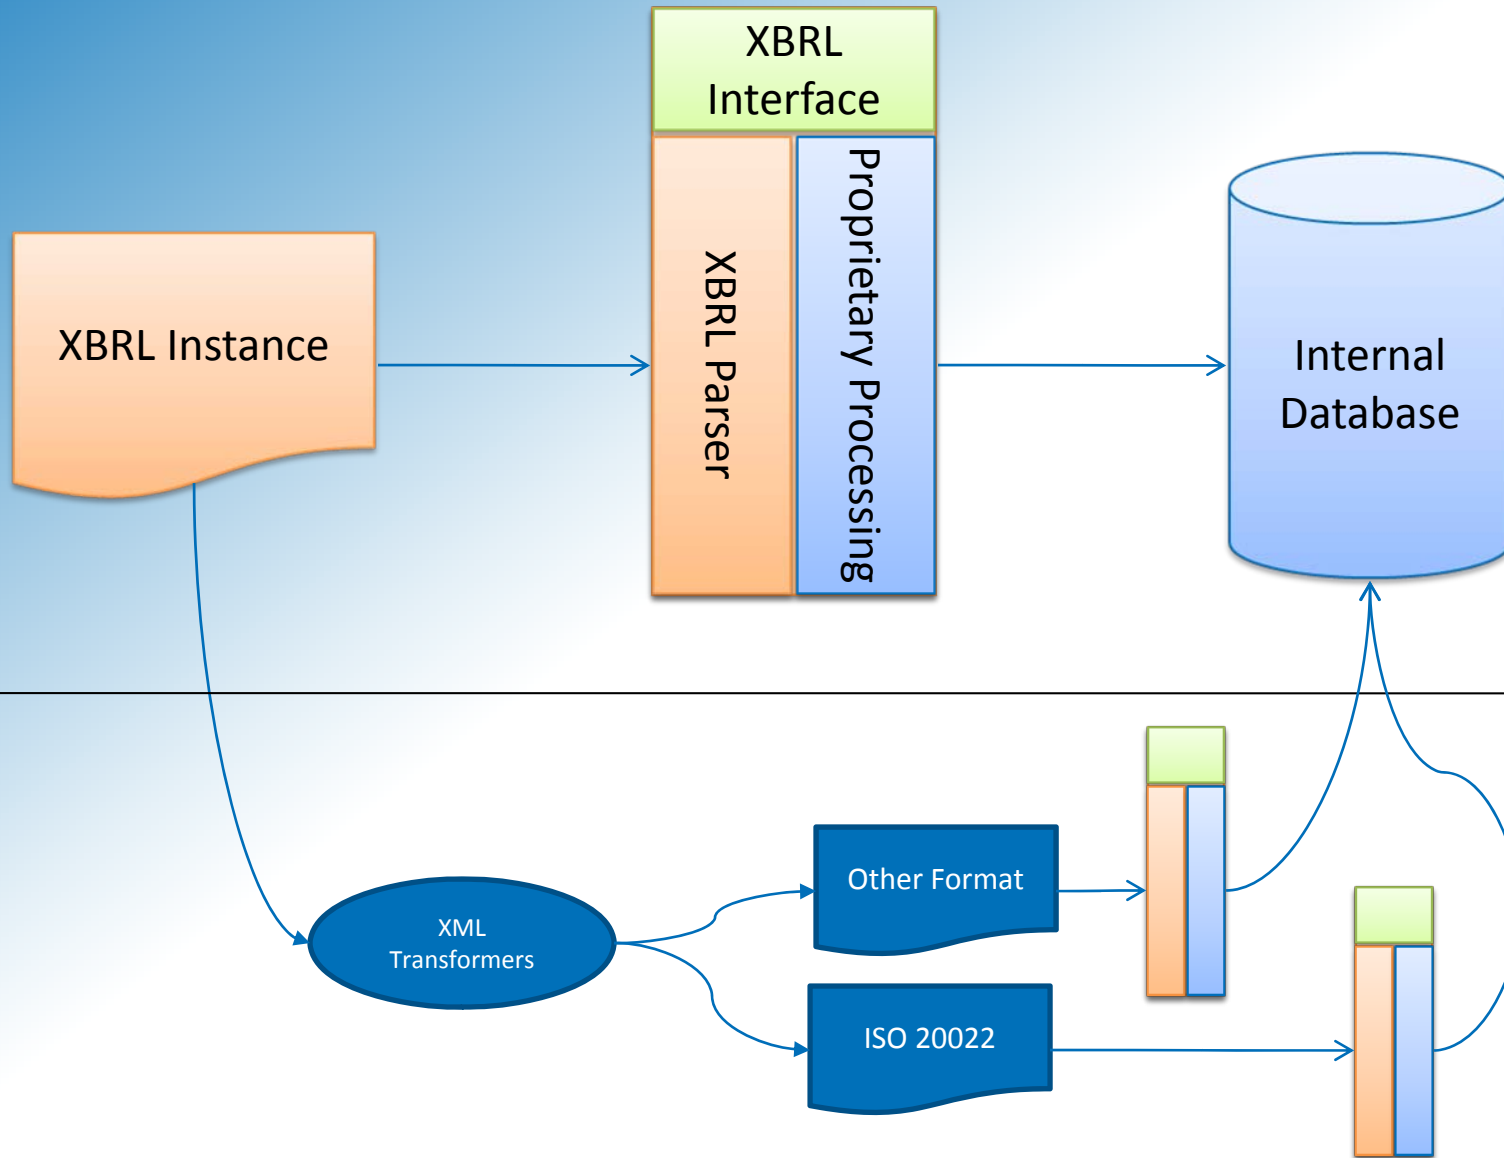 XBRL
Interface
XBRL Instance
XBRL Parser
Proprietary Processing
Internal
Database
XML
Transformers
Other Format
ISO 20022